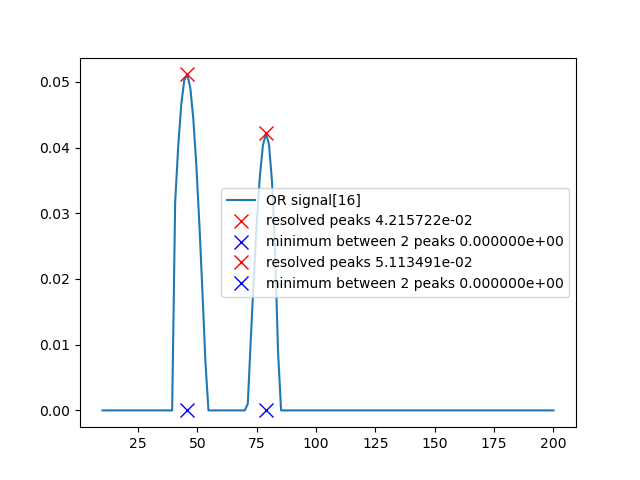 0.05
0.04
0.03
0.02
0.01
0.00
OR signal[16]
resolved peaks 4.215722e-02
minimum between 2 peaks 0.000000e+00
resolved peaks 5.113491e-02
minimum between 2 peaks 0.000000e+00
25 50 75 100 125 150 175 200